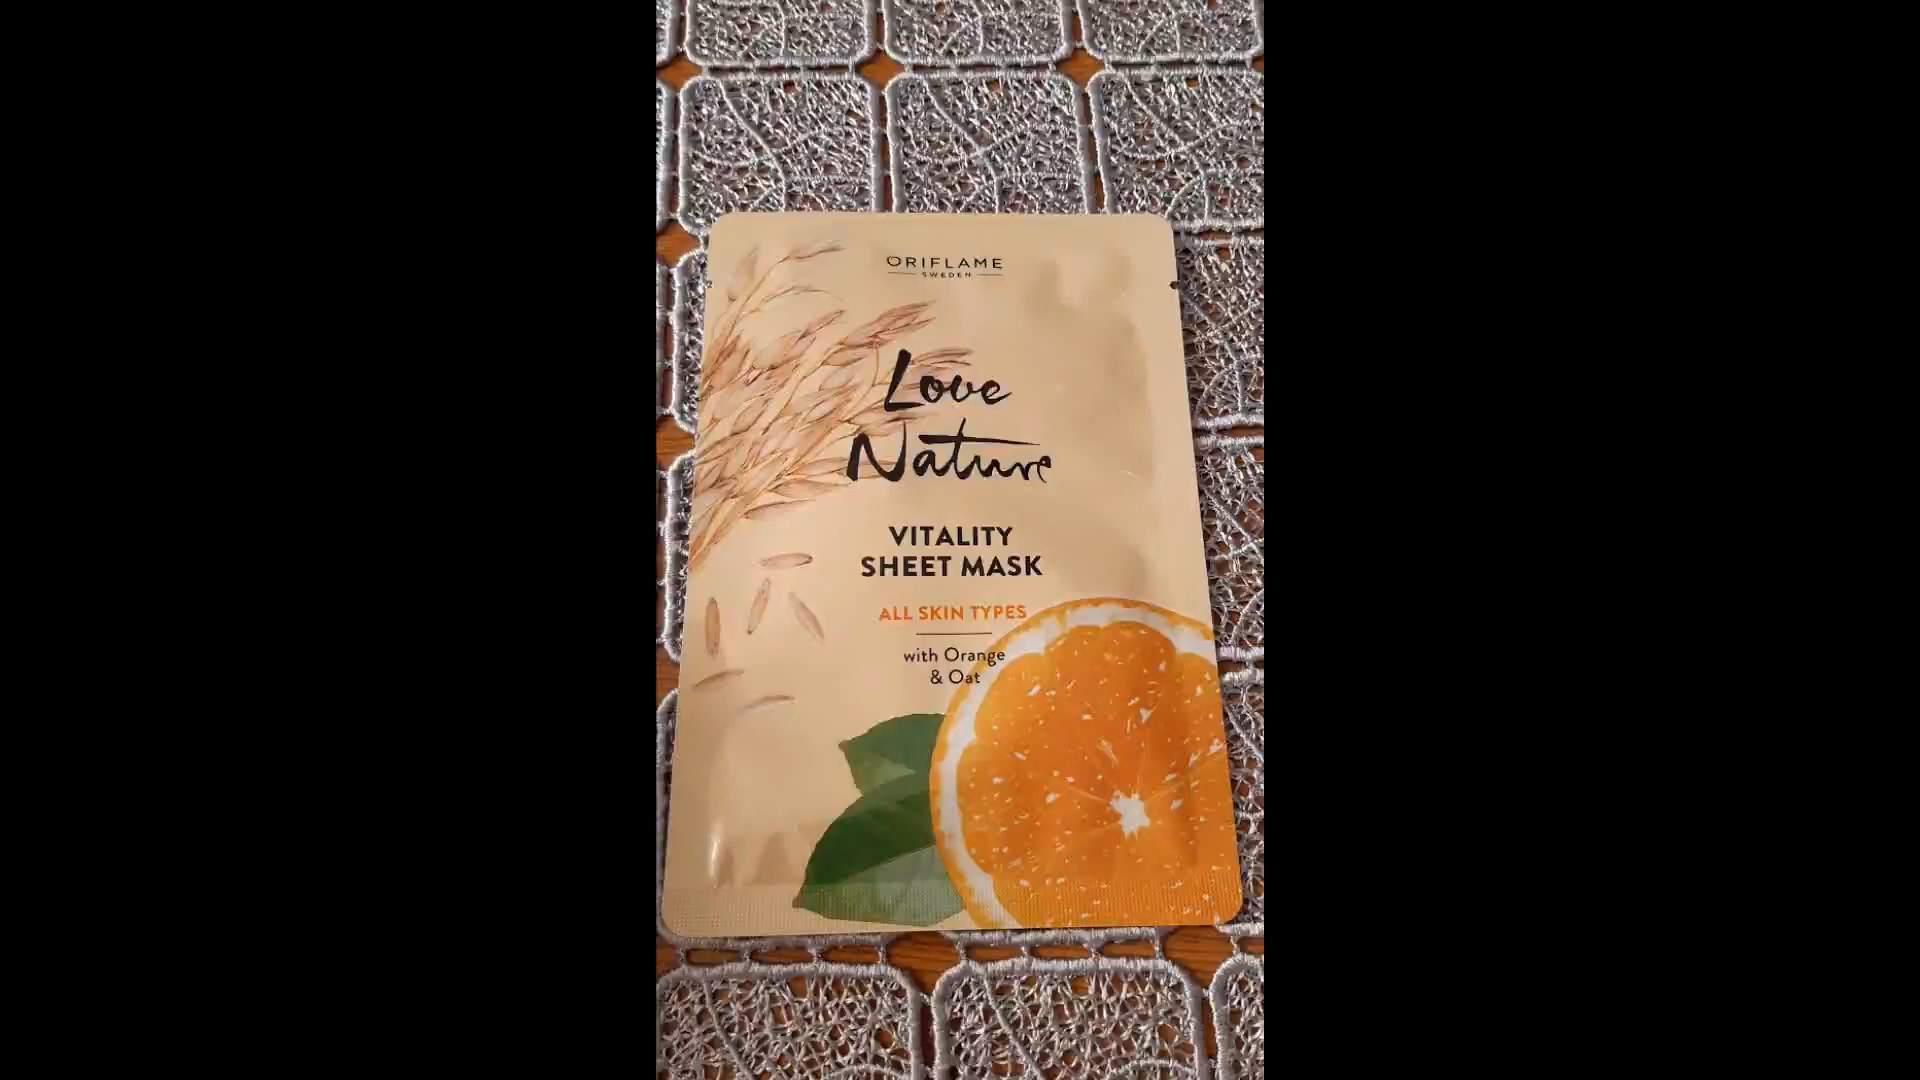 ORIFLAME
SWEDEN
Love
Nature
VITALITY
SHEET MASK
ALL SKIN TYPES
with Orange
& Oat